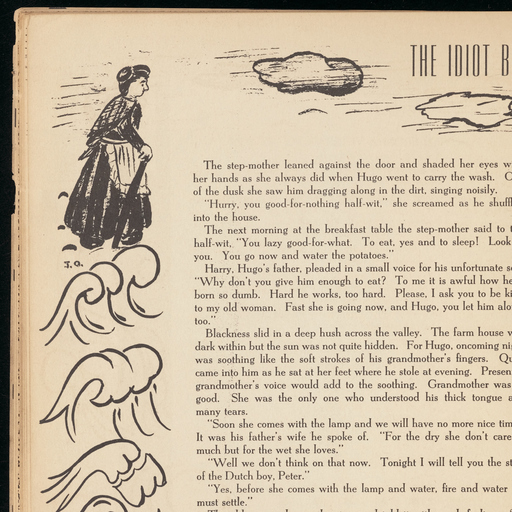 THE IDIOT B
The step-mother leaned against the door and shaded her eyes w
her hands as she always did when Hugo went to carry the wash.
of the dusk she saw him dragging along in the dirt, singing noisily.
"Hurry, you good-for-nothing half-wit," she screamed as he shuffl
into the house.
The next morning at the breakfast table the step-mother said to t
half-wit, "You lazy good-for-what. To eat, yes and to sleep! Look
you. Go now and water the potatoes."
Harry, Hugo's father, pleaded in a small voice for his unfortunate so
"Why don't you give him enough to eat? To me it is awful how he
born so dumb. Hard he works, too hard. Please, I ask you to be ki
to my old woman. Fast she is going now, and Hugo, you let him alo
too."
Blackness slid in a deep hush across the valley. The farm house w
dark within but the sun was not quite hidden. For Hugo, oncoming nig
was soothing like the soft strokes of his grandmother's fingers. Qu
came into him as he sat at her feet where he stole at evening. Presen
grandmother's voice would add to the soothing. Grandmother was
good. She was the only one who understood his thick tongue a
many tears.
"Soon she comes with the lamp and we will have no more nice tim
It was his father's wife he spoke of. "For the dry she don't care
much but for the wet she loves."
"Well we don't think on that now. Tonight I will tell you the st
of the Dutch boy, Peter."
"Yes, before she comes with the lamp and water, fire and water
must settle."
J.G.